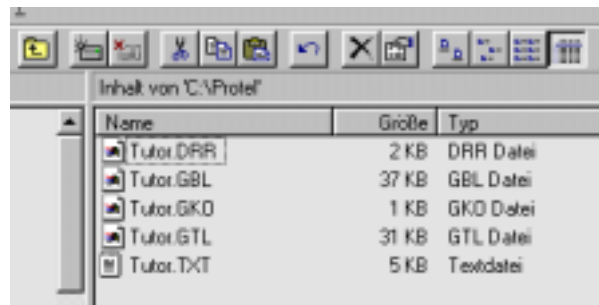 Inhalt von 'C:\Protel'
Name Größe Typ
Tutor.DRR 2 KB DRR Datei
Tutor.GBL 37 KB GBL Datei
Tutor.GKO 1 KB GKO Datei
Tutor.GTL 31 KB GTL Datei
Tutor.TXT 5 KB Textdatei